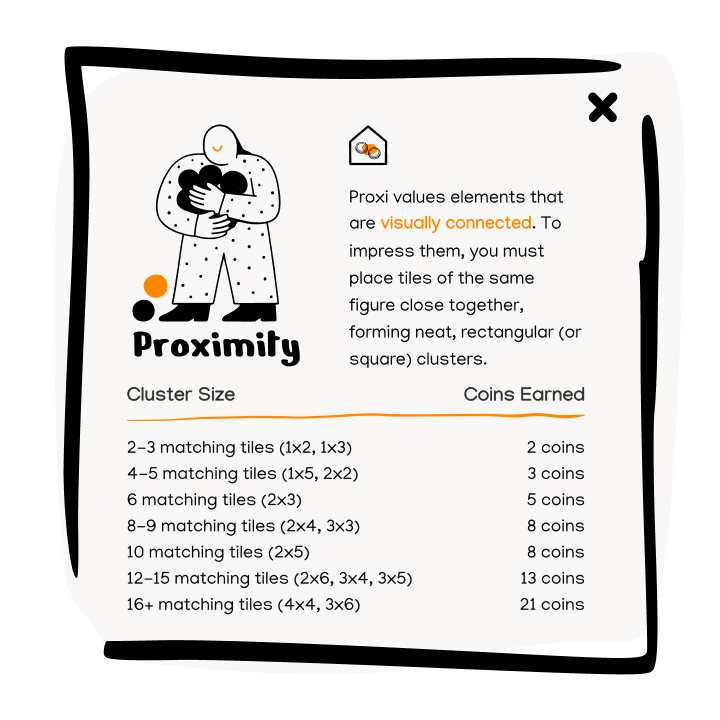 Proximity
Proxi values elements that
are visually connected. To
impress them, you must
place tiles of the same
figure close together,
forming neat, rectangular (or
square) clusters.
Cluster Size Coins Earned
2–3 matching tiles (1x2, 1x3) 2 coins
4–5 matching tiles (1x5, 2x2) 3 coins
6 matching tiles (2x3) 5 coins
8–9 matching tiles (2x4, 3x3) 8 coins
10 matching tiles (2x5) 8 coins
12–15 matching tiles (2x6, 3x4, 3x5) 13 coins
16+ matching tiles (4x4, 3x6) 21 coins